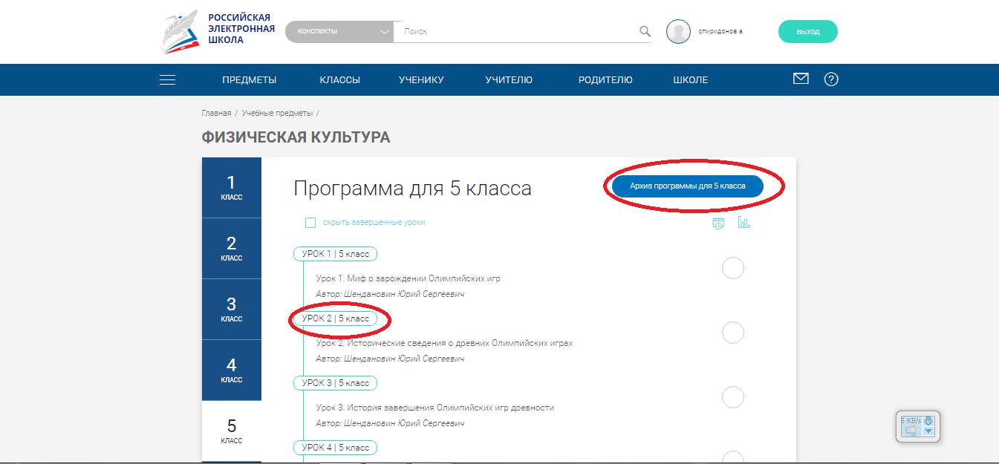 РОССИЙСКАЯ
ЭЛЕКТРОННАЯ
ШКОЛА
конспекты
Поиск
спиридонов а.
выход
ПРЕДМЕТЫ КЛАССЫ УЧЕНИКУ УЧИТЕЛЮ РОДИТЕЛЮ ШКОЛЕ
?
Главная / Учебные предметы /
ФИЗИЧЕСКАЯ КУЛЬТУРА
1
КЛАСС
2
КЛАСС
3
КЛАСС
4
КЛАСС
5
КЛАСС
Программа для 5 класса
Архив программы для 5 класса
скрыть завершенные уроки
УРОК 1 | 5 класс
Урок 1. Миф о зарождении Олимпийских игр
Автор: Шенданович Юрий Сергеевич
УРОК 2 | 5 класс
Урок 2. Исторические сведения о древних Олимпийских играх
Автор: Шенданович Юрий Сергеевич
УРОК 3 | 5 класс
Урок 3. История завершения Олимпийских игр древности
Автор: Шенданович Юрий Сергеевич
УРОК 4 | 5 класс
5 KB/s